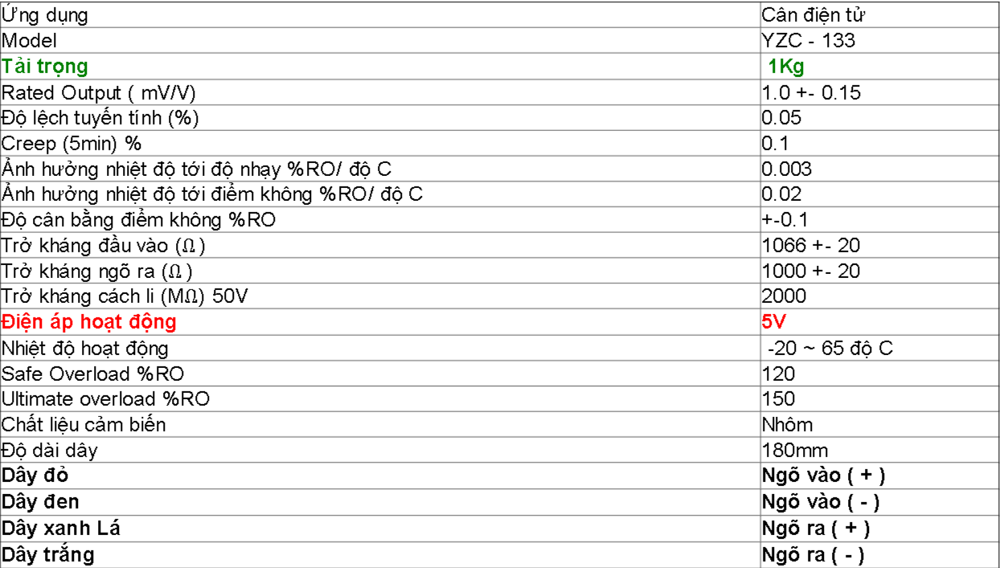 Ứng dụng Cân điện tử
Model YZC - 133
Tải trọng 1Kg
Rated Output ( mV/V) 1.0 +- 0.15
Độ lệch tuyến tính (%) 0.05
Creep (5min) % 0.1
Ảnh hưởng nhiệt độ tới độ nhạy %RO/ độ C 0.003
Ảnh hưởng nhiệt độ tới điểm không %RO/ độ C 0.02
Độ cân bằng điểm không %RO +-0.1
Trở kháng đầu vào (Ω ) 1066 +- 20
Trở kháng ngõ ra (Ω ) 1000 +- 20
Trở kháng cách li (MΩ) 50V 2000
Điện áp hoạt động 5V
Nhiệt độ hoạt động -20 ~ 65 độ C
Safe Overload %RO 120
Ultimate overload %RO 150
Chất liệu cảm biến Nhôm
Độ dài dây 180mm
Dây đỏ Ngõ vào ( + )
Dây đen Ngõ vào ( - )
Dây xanh Lá Ngõ ra ( + )
Dây trắng Ngõ ra ( - )